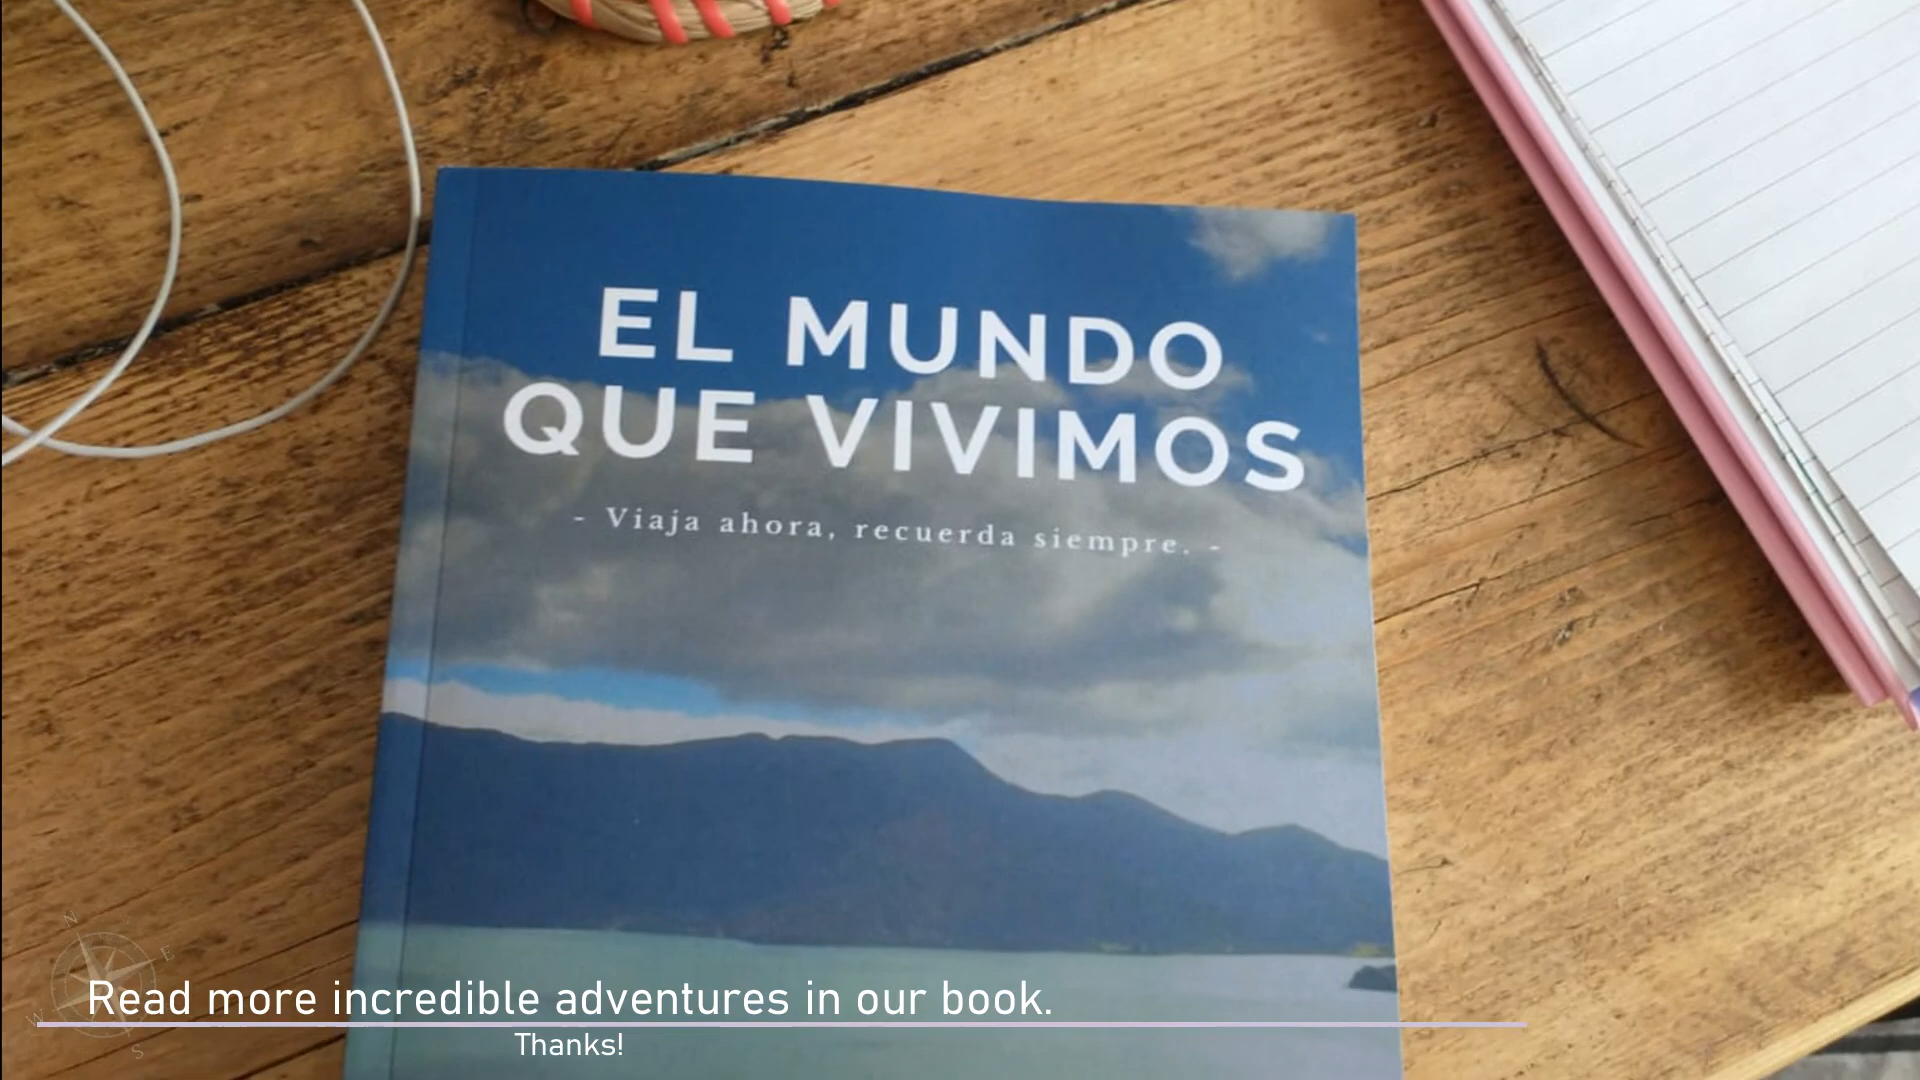 EL MUNDO
QUE VIVIMOS
- Viaja ahora, recuerda siempre. -
N
E
W
S
Read more incredible adventures in our book.
Thanks!